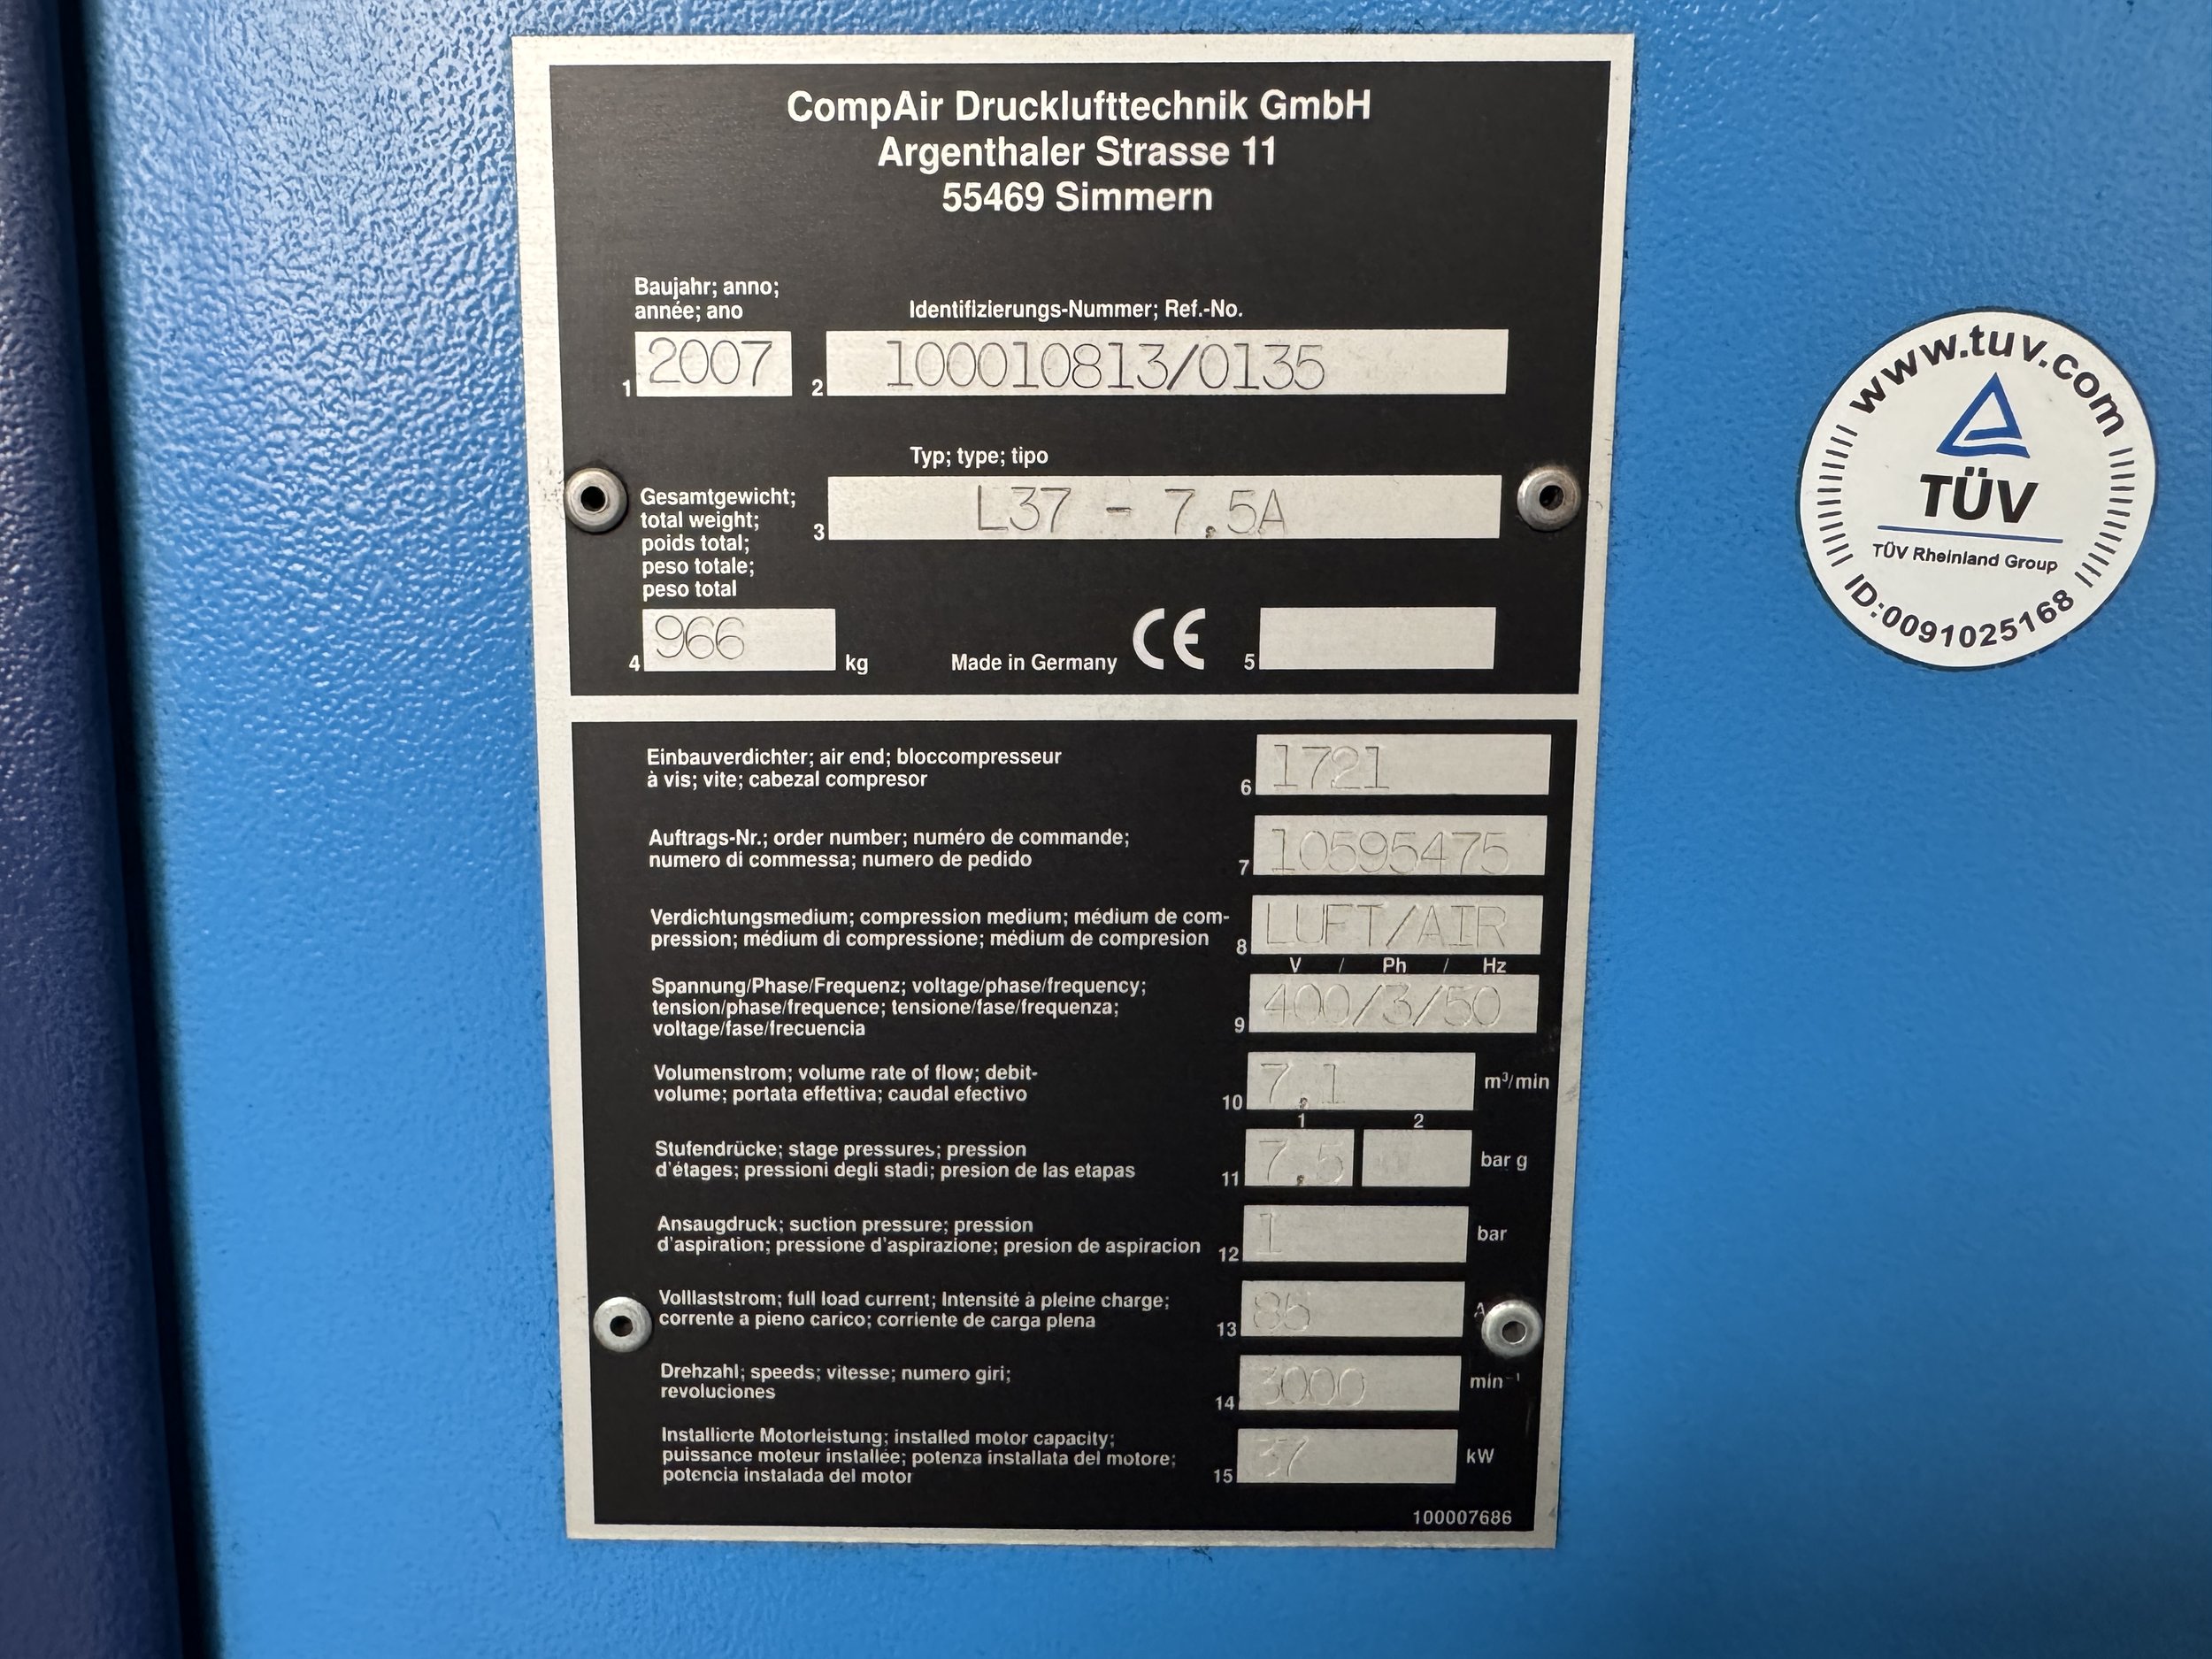 CompAir Drucklufttechnik GmbH
Argenthaler Strasse 11
55469 Simmern
Baujahr; anno;
année; ano
Identifizierungs-Nummer; Ref.-No.
1 2007
2 100010813/0135
Typ; type; tipo
3 L37 - 7,5A
Gesamtgewicht;
total weight;
poids total;
peso totale;
peso total
4 966 kg
Made in Germany CE 5
Einbauverdichter; air end; bloccompresseur
à vis; vite; cabezal compresor
6 1721
Auftrags-Nr.; order number; numéro de commande;
numero di commessa; numero de pedido
7 10595475
Verdichtungsmedium; compression medium; médium de com-
pression; médium di compressione; médium de compresion
8 LUFT/AIR
V / Ph / Hz
Spannung/Phase/Frequenz; voltage/phase/frequency;
tension/phase/frequence; tensione/fase/frequenza;
voltage/fase/frecuencia
9 400/3/50
Volumenstrom; volume rate of flow; debit-
volume; portata effettiva; caudal efectivo
10 7,1 m³/min
1 2
Stufendrücke; stage pressures; pression
d'étages; pressioni degli stadi; presion de las etapas
11 7,5 bar g
Ansaugdruck; suction pressure; pression
d'aspiration; pressione d'aspirazione; presion de aspiracion
12 1 bar
Volllaststrom; full load current; Intensité à pleine charge;
corrente a pieno carico; corriente de carga plena
13 A
Drehzahl; speeds; vitesse; numero giri;
revoluciones
14 3000 min⁻¹
Installierte Motorleistung; installed motor capacity;
puissance moteur installée; potenza installata del motore;
potencia instalada del motor
15 37 kW
100007686
www.tuv.com
TÜV
TÜV Rheinland Group
ID:0091025168